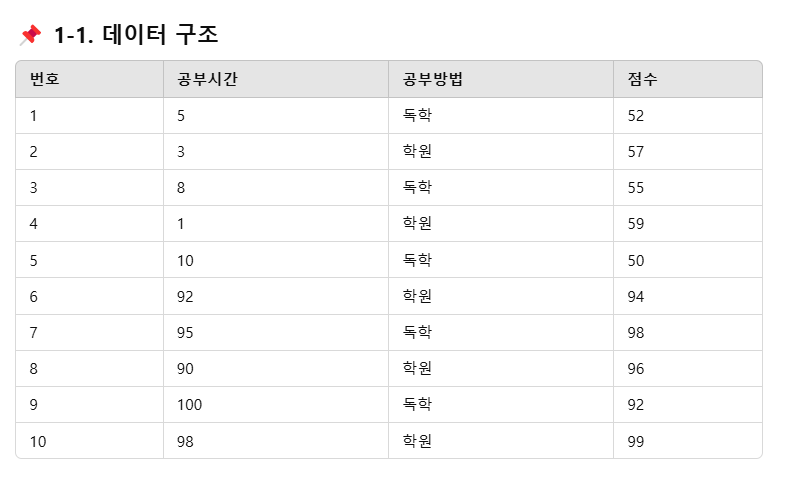 📌 1-1. 데이터 구조
번호 공부시간 공부방법 점수
1 5 독학 52
2 3 학원 57
3 8 독학 55
4 1 학원 59
5 10 독학 50
6 92 학원 94
7 95 독학 98
8 90 학원 96
9 100 독학 92
10 98 학원 99